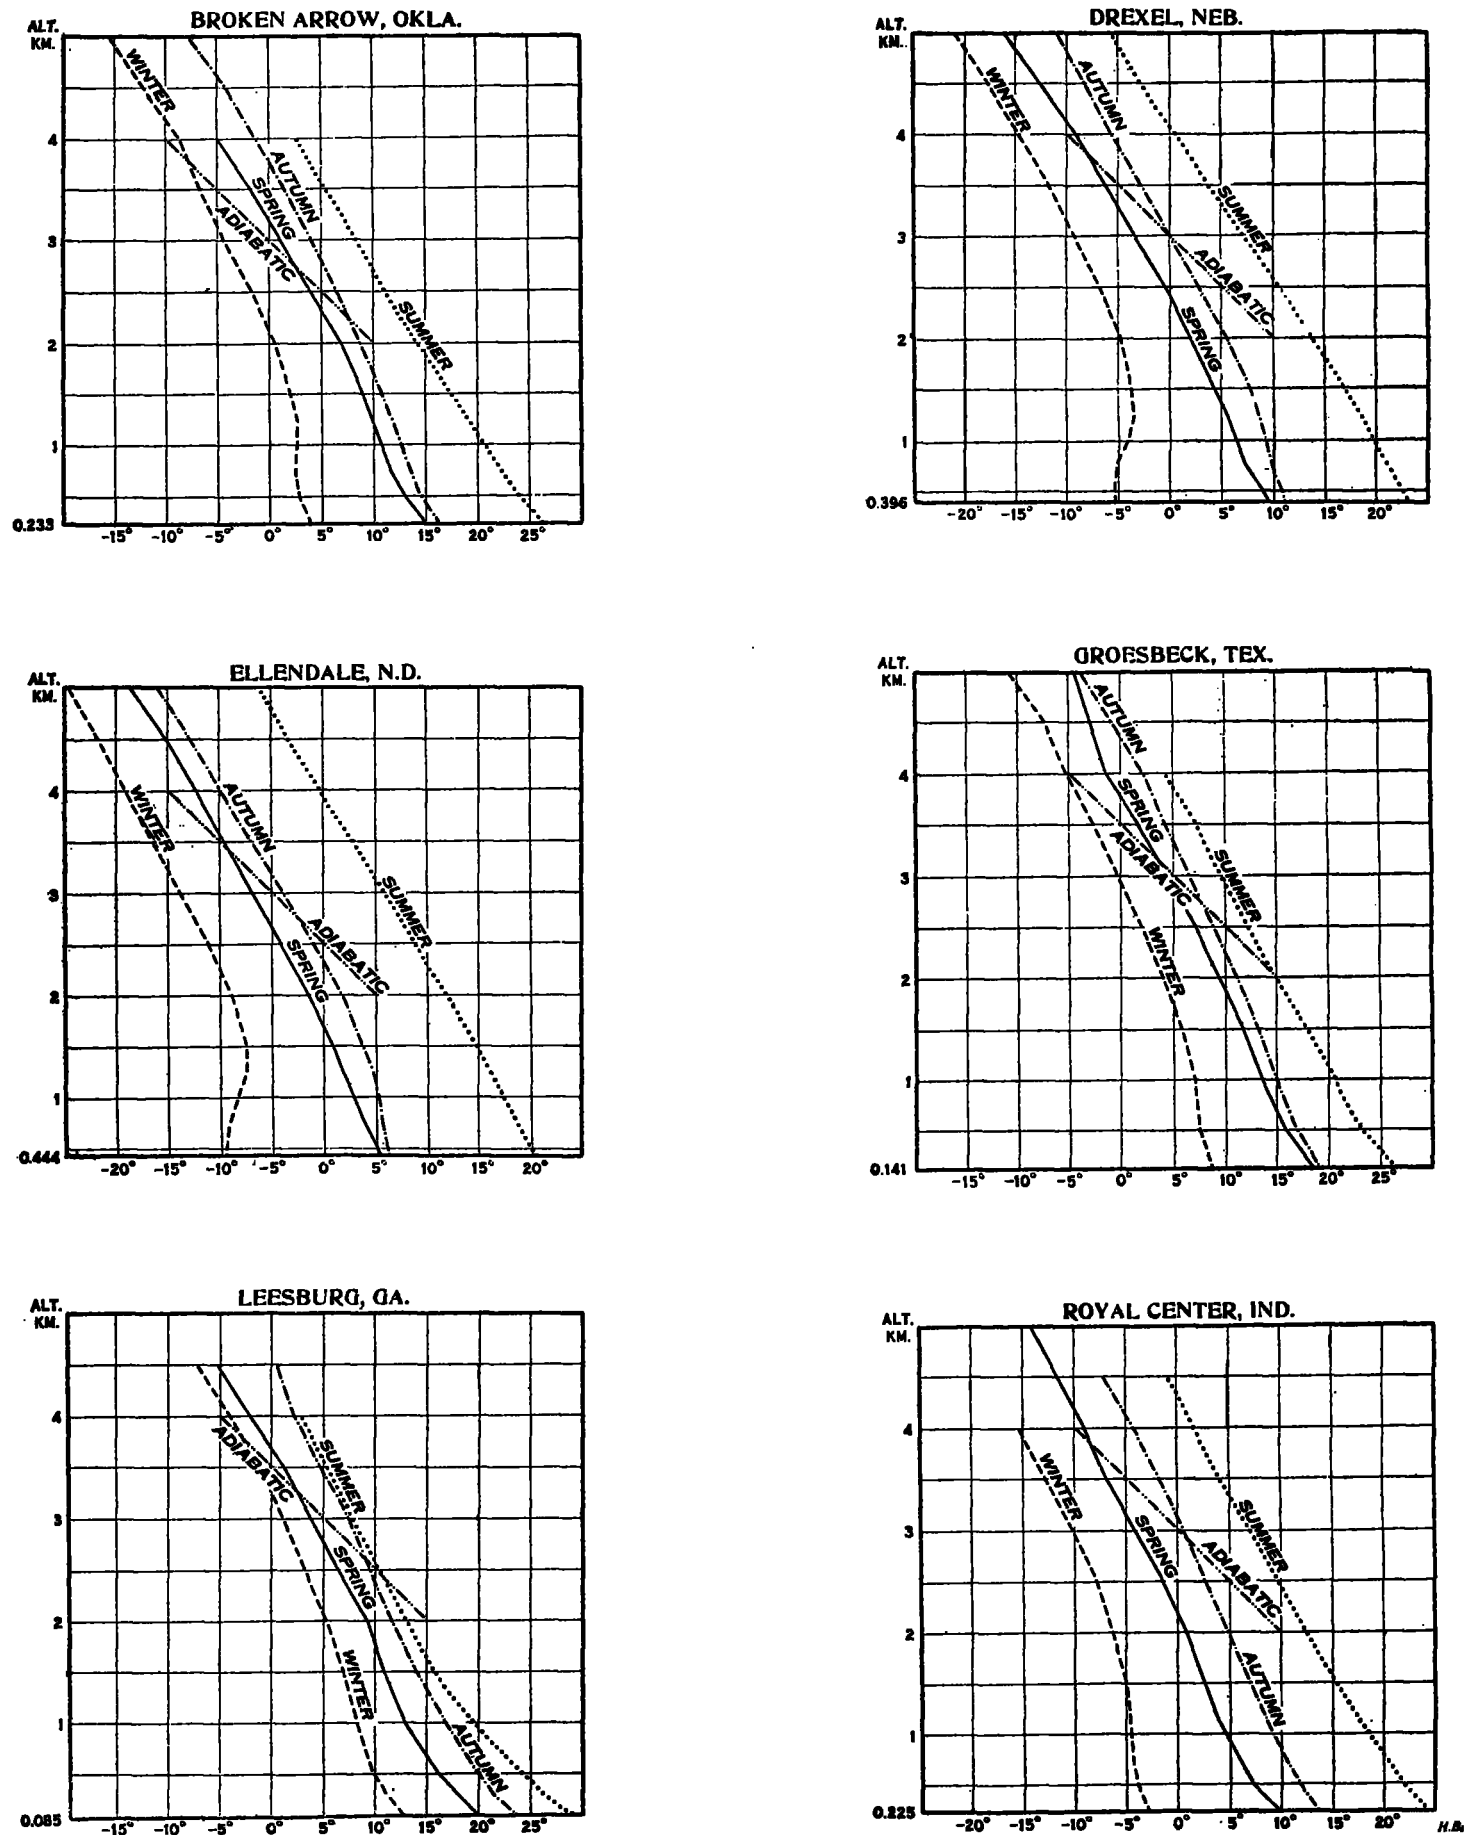 BROKEN ARROW, OKLA.
ALT.
KM.
WINTER
AUTUMN
SPRING
ADIABATIC
SUMMER
4
3
2
1
0.233
-15° -10° -5° 0° 5° 10° 15° 20° 25°
DREXEL, NEB.
ALT.
KM.
WINTER
AUTUMN
SUMMER
ADIABATIC
SPRING
4
3
2
1
0.396
-20° -15° -10° -5° 0° 5° 10° 15° 20°
ELLENDALE, N.D.
ALT.
KM.
WINTER
AUTUMN
SUMMER
ADIABATIC
SPRING
4
3
2
1
0.444
-20° -15° -10° -5° 0° 5° 10° 15° 20°
GROESBECK, TEX.
ALT.
KM.
AUTUMN
SPRING
ADIABATIC
SUMMER
WINTER
4
3
2
1
0.141
-15° -10° -5° 0° 5° 10° 15° 20° 25°
LEESBURG, GA.
ALT.
KM.
ADIABATIC
SUMMER
SPRING
WINTER
AUTUMN
4
3
2
1
0.085
-15° -10° -5° 0° 5° 10° 15° 20° 25°
ROYAL CENTER, IND.
ALT.
KM.
WINTER
SPRING
SUMMER
ADIABATIC
AUTUMN
4
3
2
1
0.225
-20° -15° -10° -5° 0° 5° 10° 15° 20°